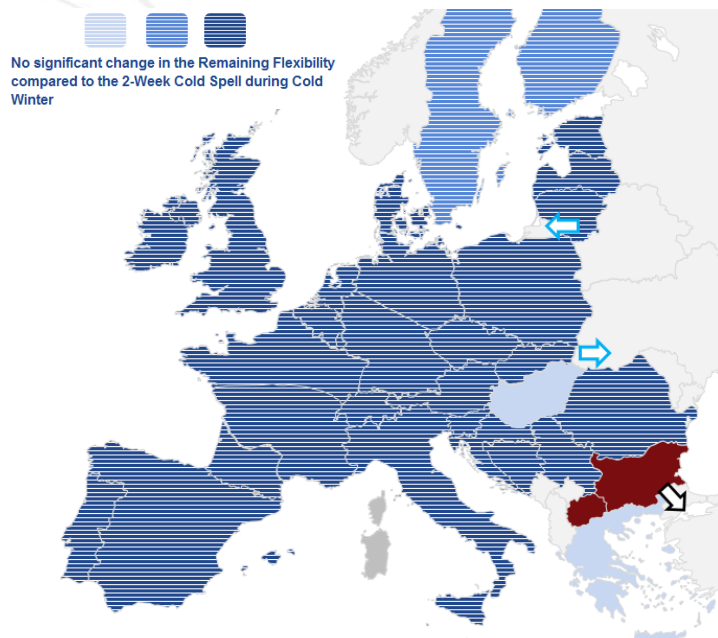 No significant change in the Remaining Flexibility
compared to the 2-Week Cold Spell during Cold
Winter